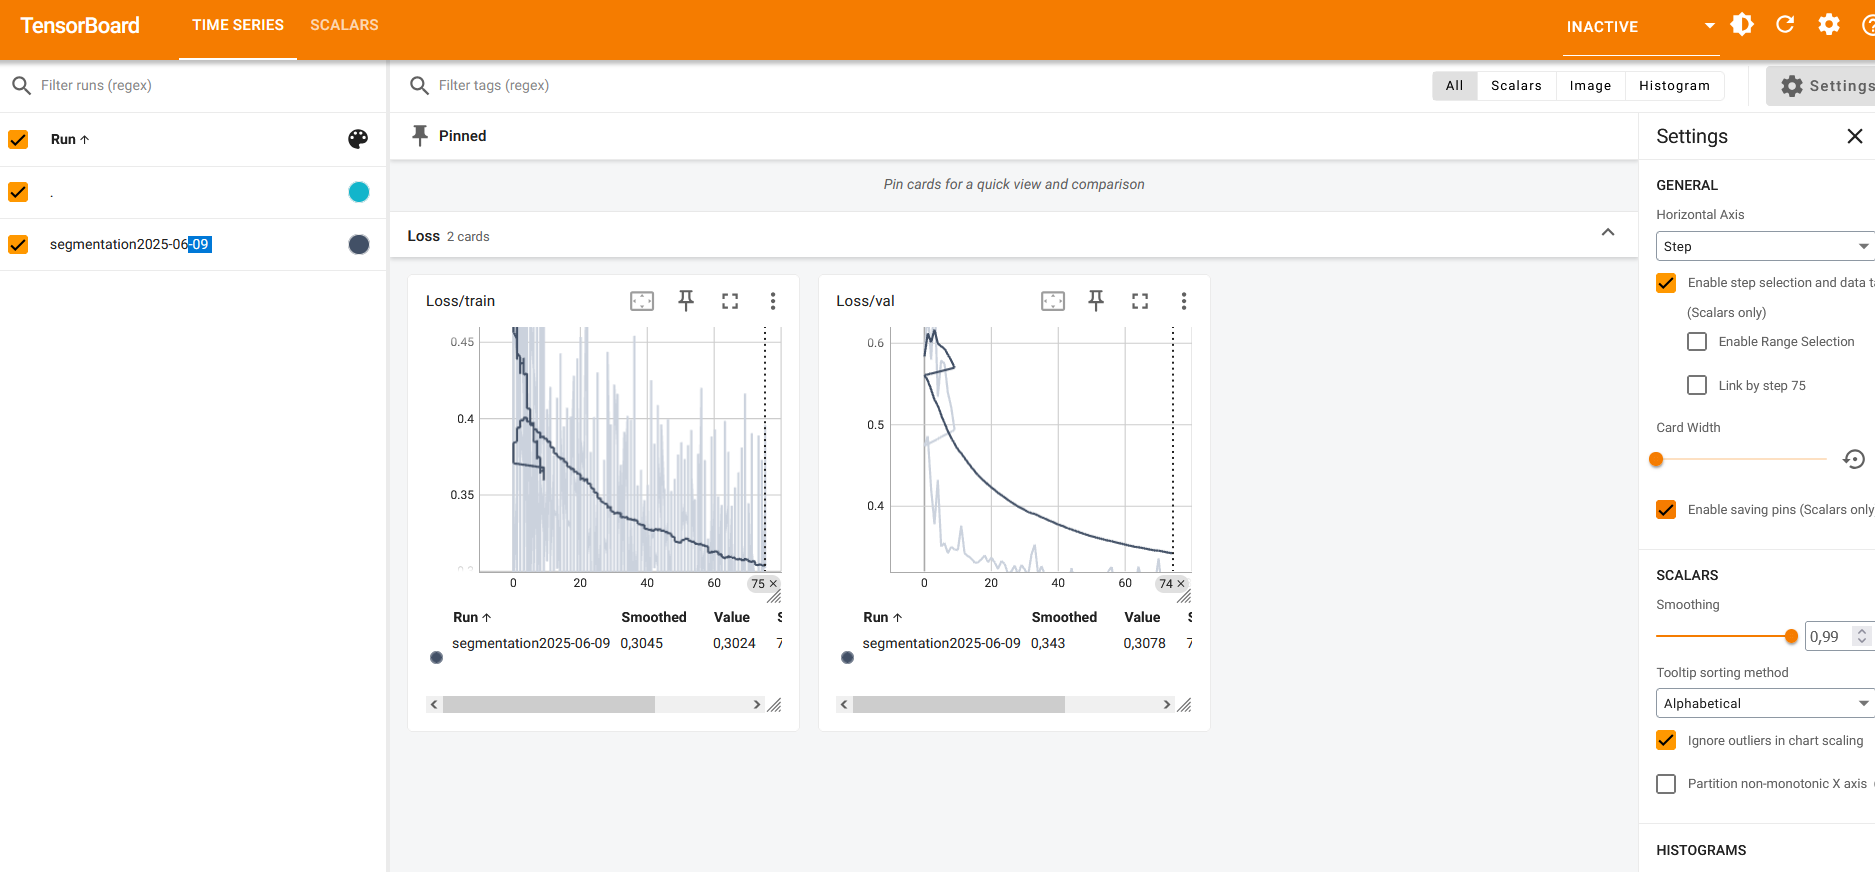 TensorBoard
TIME SERIES
SCALARS
INACTIVE
Filter runs (regex)
Filter tags (regex)
All
Scalars
Image
Histogram
Settings
Run
Pinned
.
segmentation2025-06-09
Pin cards for a quick view and comparison
Loss 2 cards
Loss/train
0.45
0.4
0.35
0 20 40 60 75
Run Smoothed Value S
segmentation2025-06-09 0,3045 0,3024 7
Loss/val
0.6
0.5
0.4
0 20 40 60 74
Run Smoothed Value S
segmentation2025-06-09 0,343 0,3078 7
Settings
GENERAL
Horizontal Axis
Step
Enable step selection and data t
(Scalars only)
Enable Range Selection
Link by step 75
Card Width
Enable saving pins (Scalars only
SCALARS
Smoothing
0,99
Tooltip sorting method
Alphabetical
Ignore outliers in chart scaling
Partition non-monotonic X axis
HISTOGRAMS